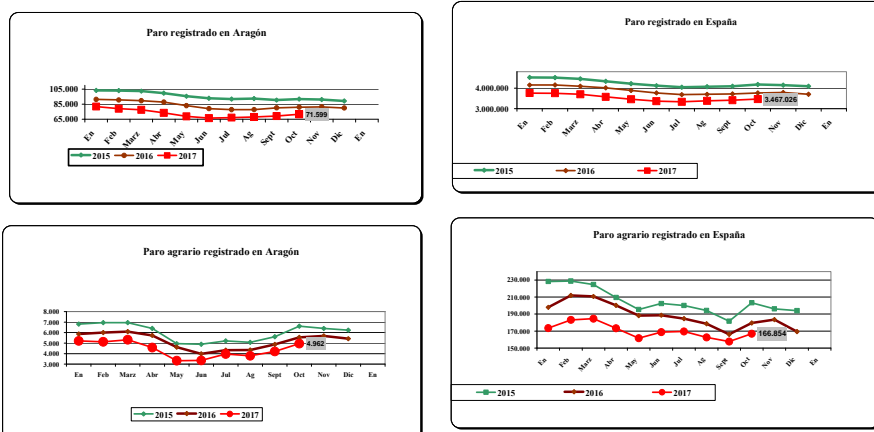 Paro registrado en Aragón
105.000
85.000
65.000
71.599
En Feb Marz Abr May Jun Jul Ag Sept Oct Nov Dic En
2015 2016 2017
Paro registrado en España
4.000.000
3.000.000
3.467.026
En Feb Marz Abr May Jun Jul Ag Sept Oct Nov Dic En
2015 2016 2017
Paro agrario registrado en Aragón
8.000
7.000
6.000
5.000
4.000
3.000
4.962
En Feb Marz Abr May Jun Jul Ag Sept Oct Nov Dic En
2015 2016 2017
Paro agrario registrado en España
230.000
210.000
190.000
170.000
150.000
166.854
En Feb Marz Abr May Jun Jul Ag Sept Oct Nov Dic En
2015 2016 2017